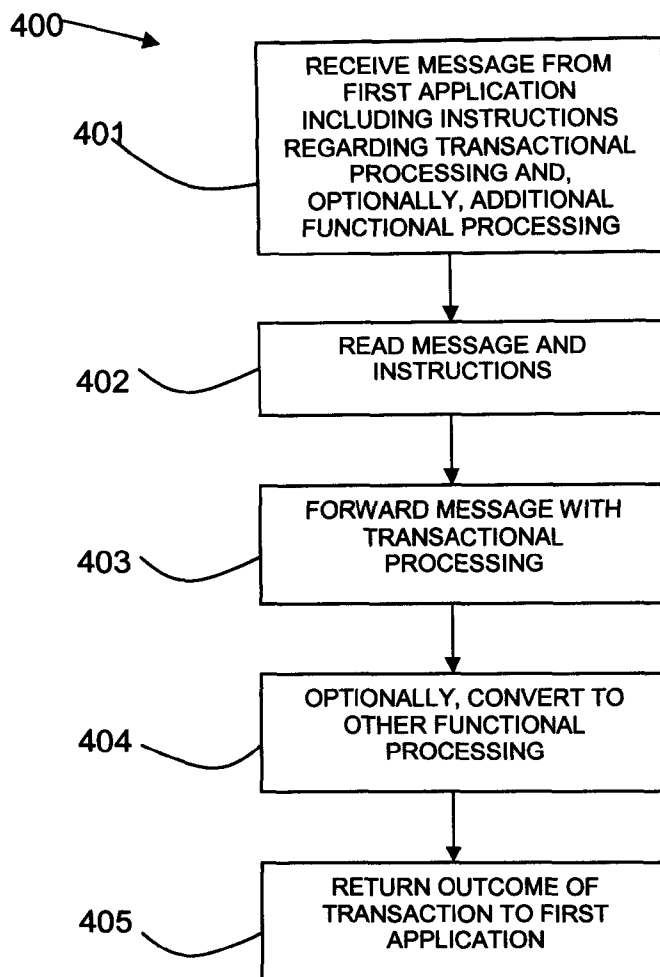 400
RECEIVE MESSAGE FROM
FIRST APPLICATION
INCLUDING INSTRUCTIONS
REGARDING TRANSACTIONAL
PROCESSING AND,
OPTIONALLY, ADDITIONAL
FUNCTIONAL PROCESSING
401
READ MESSAGE AND
INSTRUCTIONS
402
FORWARD MESSAGE WITH
TRANSACTIONAL
PROCESSING
403
OPTIONALLY, CONVERT TO
OTHER FUNCTIONAL
PROCESSING
404
RETURN OUTCOME OF
TRANSACTION TO FIRST
APPLICATION
405